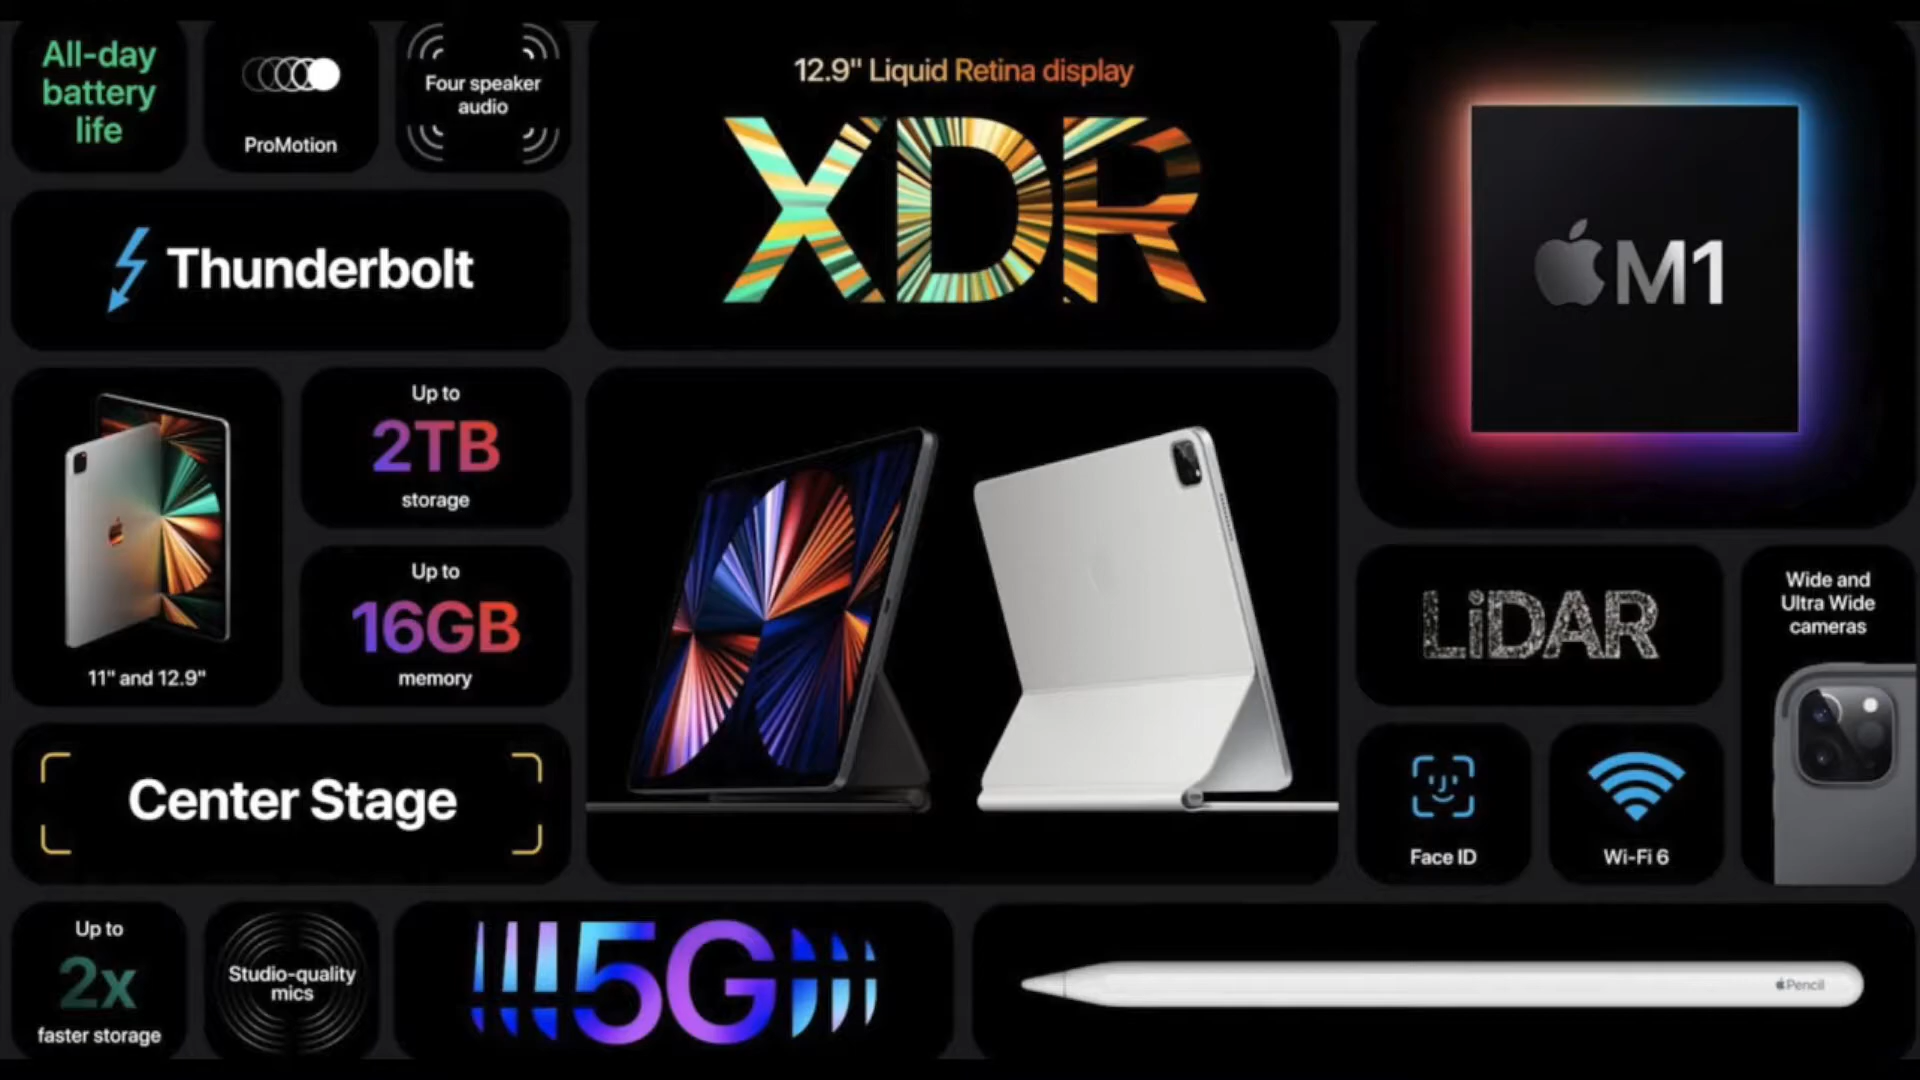 All-day
battery
life
ProMotion
Four speaker
audio
12.9" Liquid Retina display
XDR
M1
Thunderbolt
11" and 12.9"
Up to
2TB
storage
Up to
16GB
memory
LiDAR
Wide and
Ultra Wide
cameras
Center Stage
Face ID
Wi-Fi 6
Up to
2x
faster storage
Studio-quality
mics
5G
Pencil